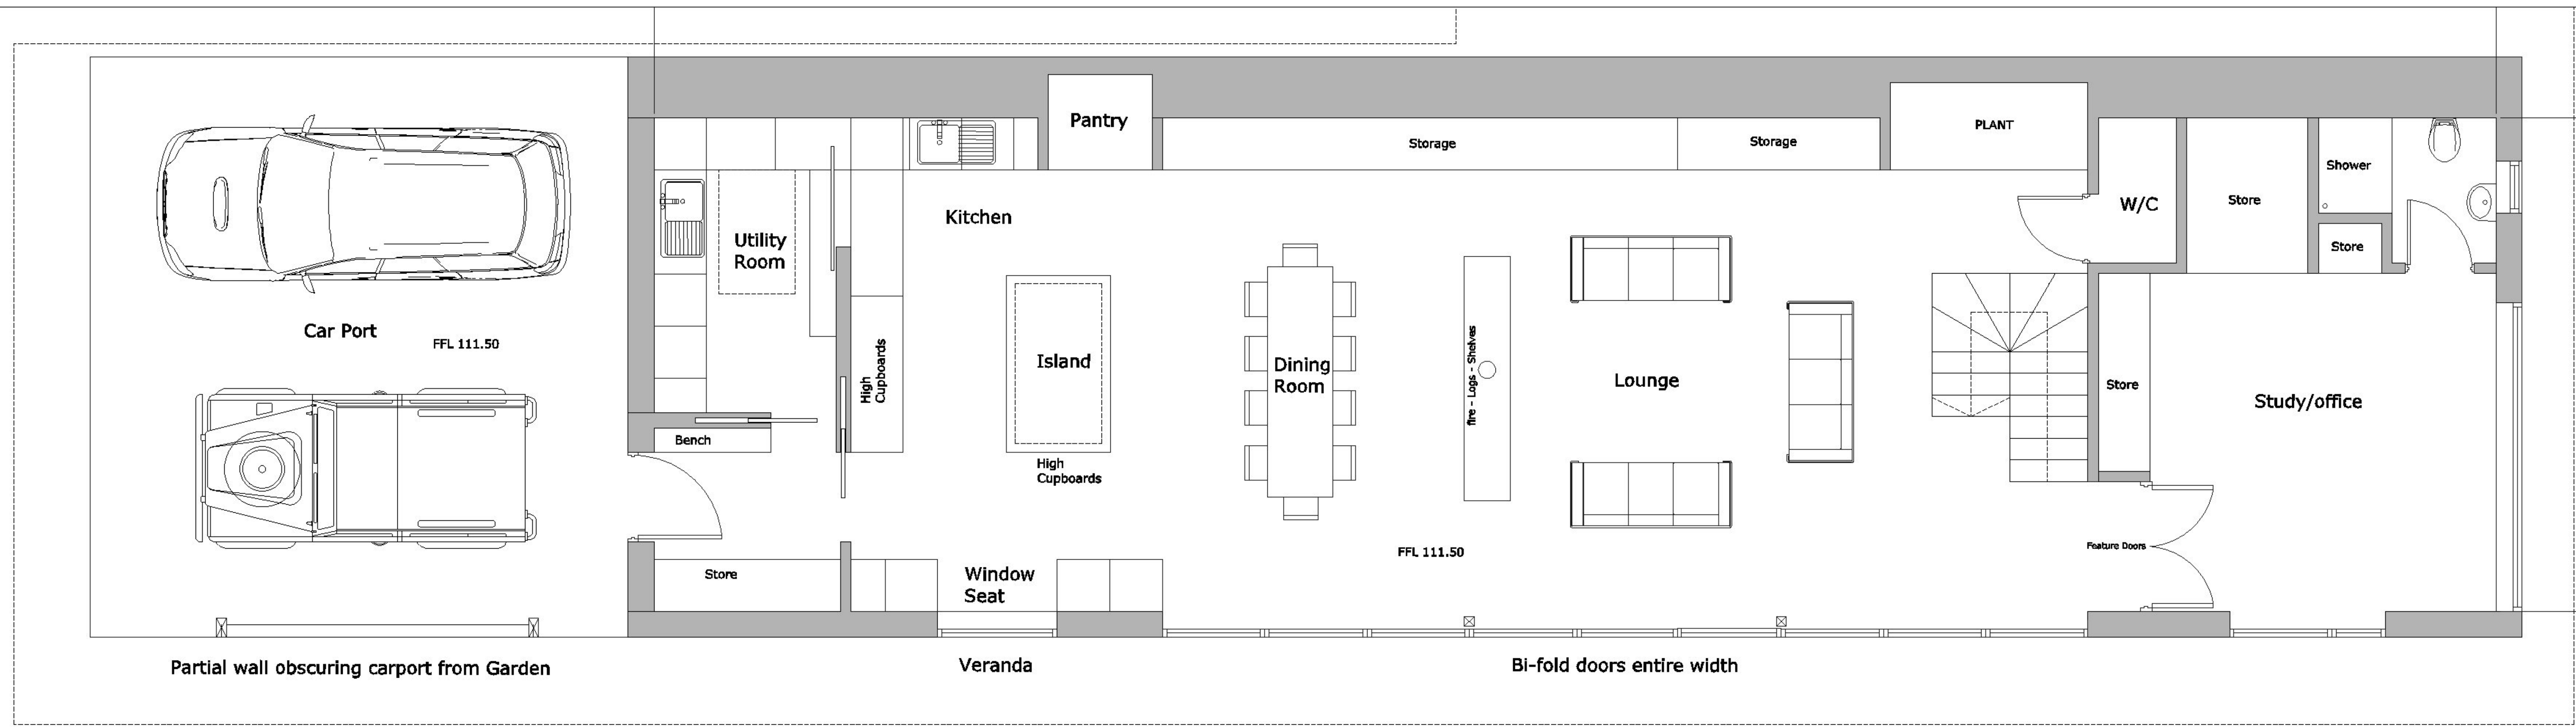 Pantry
Storage
Storage
PLANT
Shower
W/C
Store
Kitchen
Utility
Room
Store
Car Port
FFL 111.50
High
Cupboards
Island
Dining
Room
fire - Logs - Shelves
Lounge
Store
Study/office
Bench
High
Cupboards
Feature Doors
FFL 111.50
Store
Window
Seat
Partial wall obscuring carport from Garden
Veranda
Bi-fold doors entire width